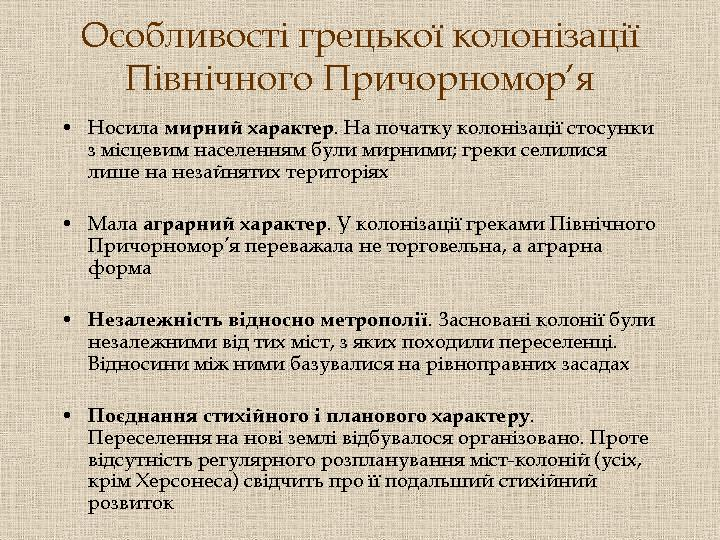 Особливості грецької колонізації
Північного Причорномор’я
• Носила мирний характер. На початку колонізації стосунки
з місцевим населенням були мирними; греки селилися
лише на незайнятих територіях
• Мала аграрний характер. У колонізації греками Північного
Причорномор’я переважала не торговельна, а аграрна
форма
• Незалежність відносно метрополії. Засновані колонії були
незалежними від тих міст, з яких походили переселенці.
Відносини між ними базувалися на рівноправних засадах
• Поєднання стихійного і планового характеру.
Переселення на нові землі відбувалося організовано. Проте
відсутність регулярного розпланування міст-колоній (усіх,
крім Херсонеса) свідчить про її подальший стихійний
розвиток